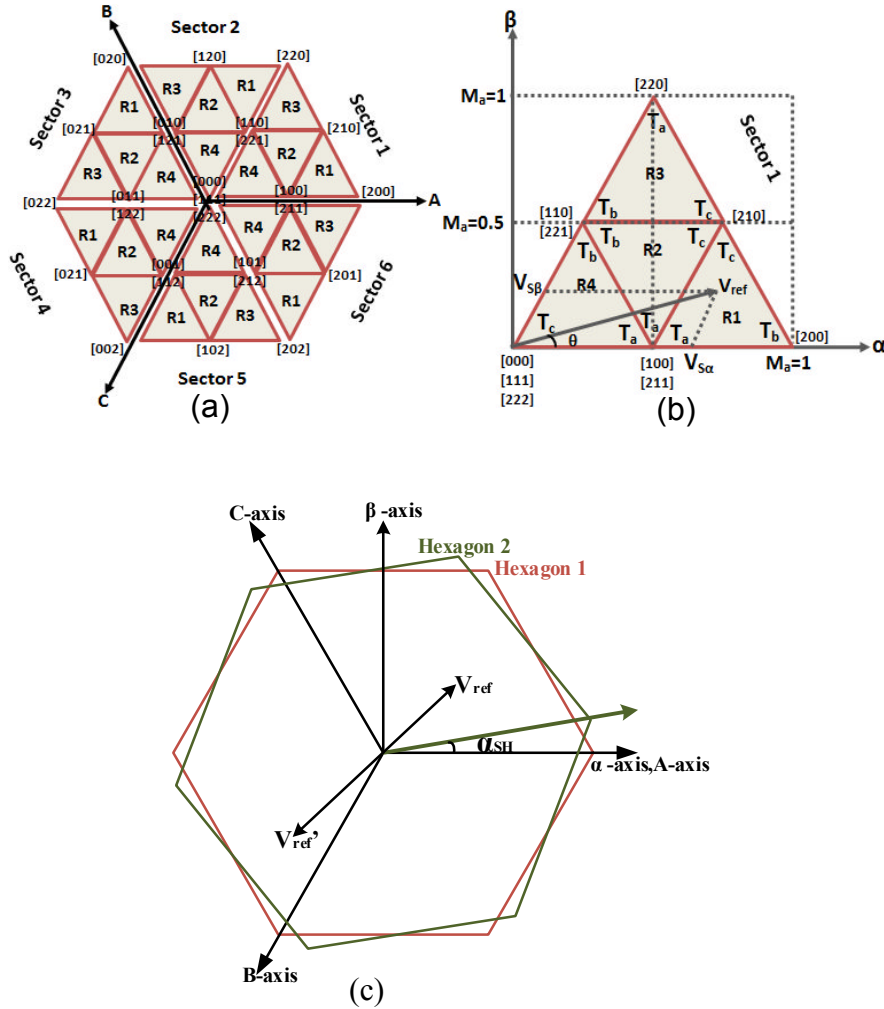 B
Sector 2
[020]
[120]
[220]
R3
R1
R1
R2
R3
Sector 3
Sector 1
[021]
[010]
[121]
[110]
[221]
[210]
R2
R4
R2
R3
R4
R4
R1
[000]
[111]
[222]
[022]
[011]
[122]
[100]
[211]
[200]
A
R1
R4
R4
R3
R2
R4
R2
[021]
[001]
[112]
[101]
[212]
[201]
Sector 4
Sector 6
R3
R1
R2
R3
R1
[002]
[102]
[202]
C
Sector 5
(a)
β
[220]
Ma=1
Ta
Sector 1
R3
[110]
[221]
Tb
Tc
[210]
Ma=0.5
Tb
Tb
Tc
Tc
R2
VSβ
R4
Vref
Tc
θ
Ta
Ta
Ta
R1
Tb
[200]
α
[000]
[111]
[222]
[100]
[211]
VSα
Ma=1
(b)
C-axis
β -axis
Hexagon 2
Hexagon 1
Vref
αSH
α -axis,A-axis
Vref’
B-axis
(c)